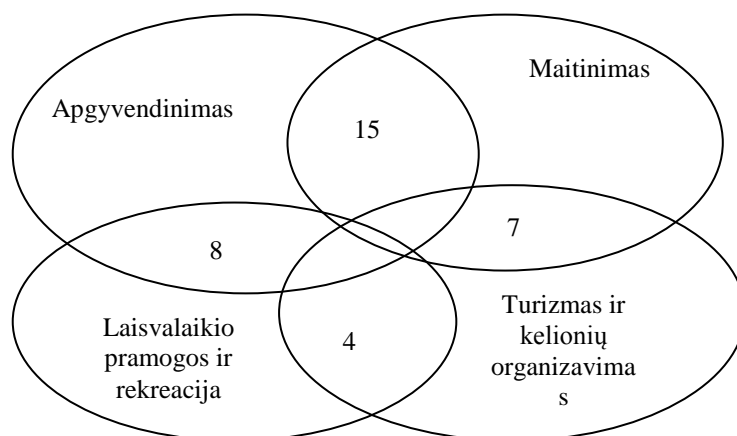 Maitinimas
Apgyvendinimas
15
7
8
Laisvalaikio
pramogos ir
rekreacija
4
Turizmas ir
kelionių
organizavima
s